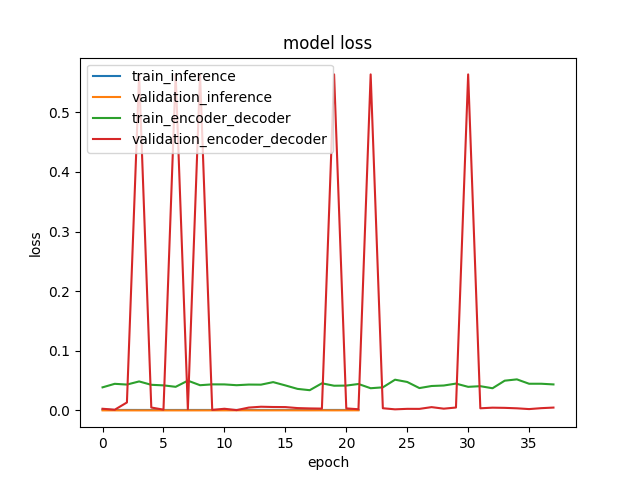 model loss
train_inference
validation_inference
train_encoder_decoder
validation_encoder_decoder
loss
0.5
0.4
0.3
0.2
0.1
0.0
0 5 10 15 20 25 30 35
epoch